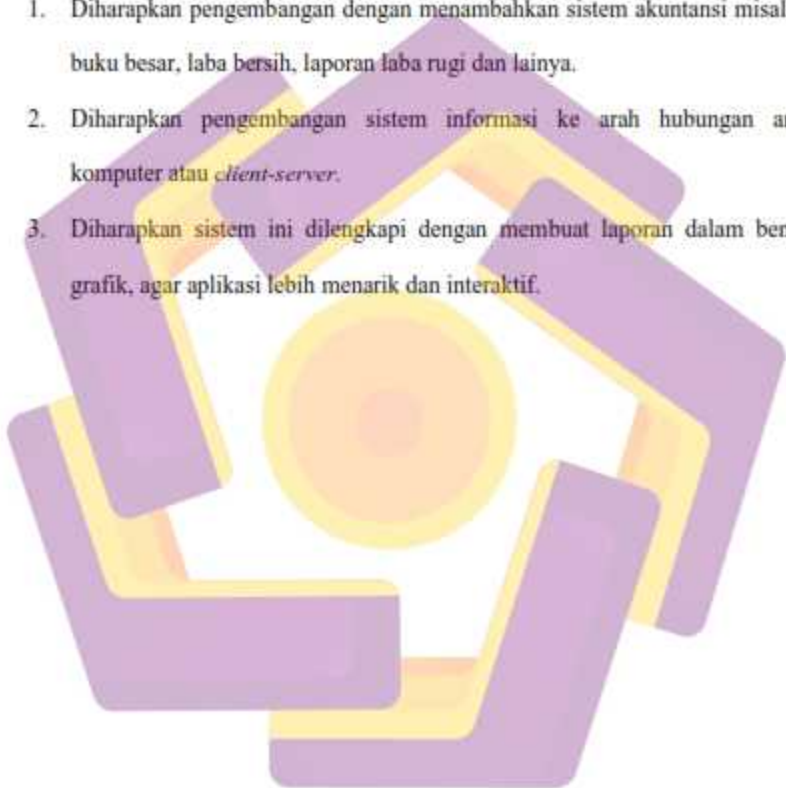 1. Diharapkan pengembangan dengan menambahkan sistem akuntansi misal
buku besar, laba bersih, laporan laba rugi dan lainya.
2. Diharapkan pengembangan sistem informasi ke arah hubungan
komputer atau client-server.
3. Diharapkan sistem ini dilengkapi dengan membuat laporan dalam
grafik, agar aplikasi lebih menarik dan interaktif.